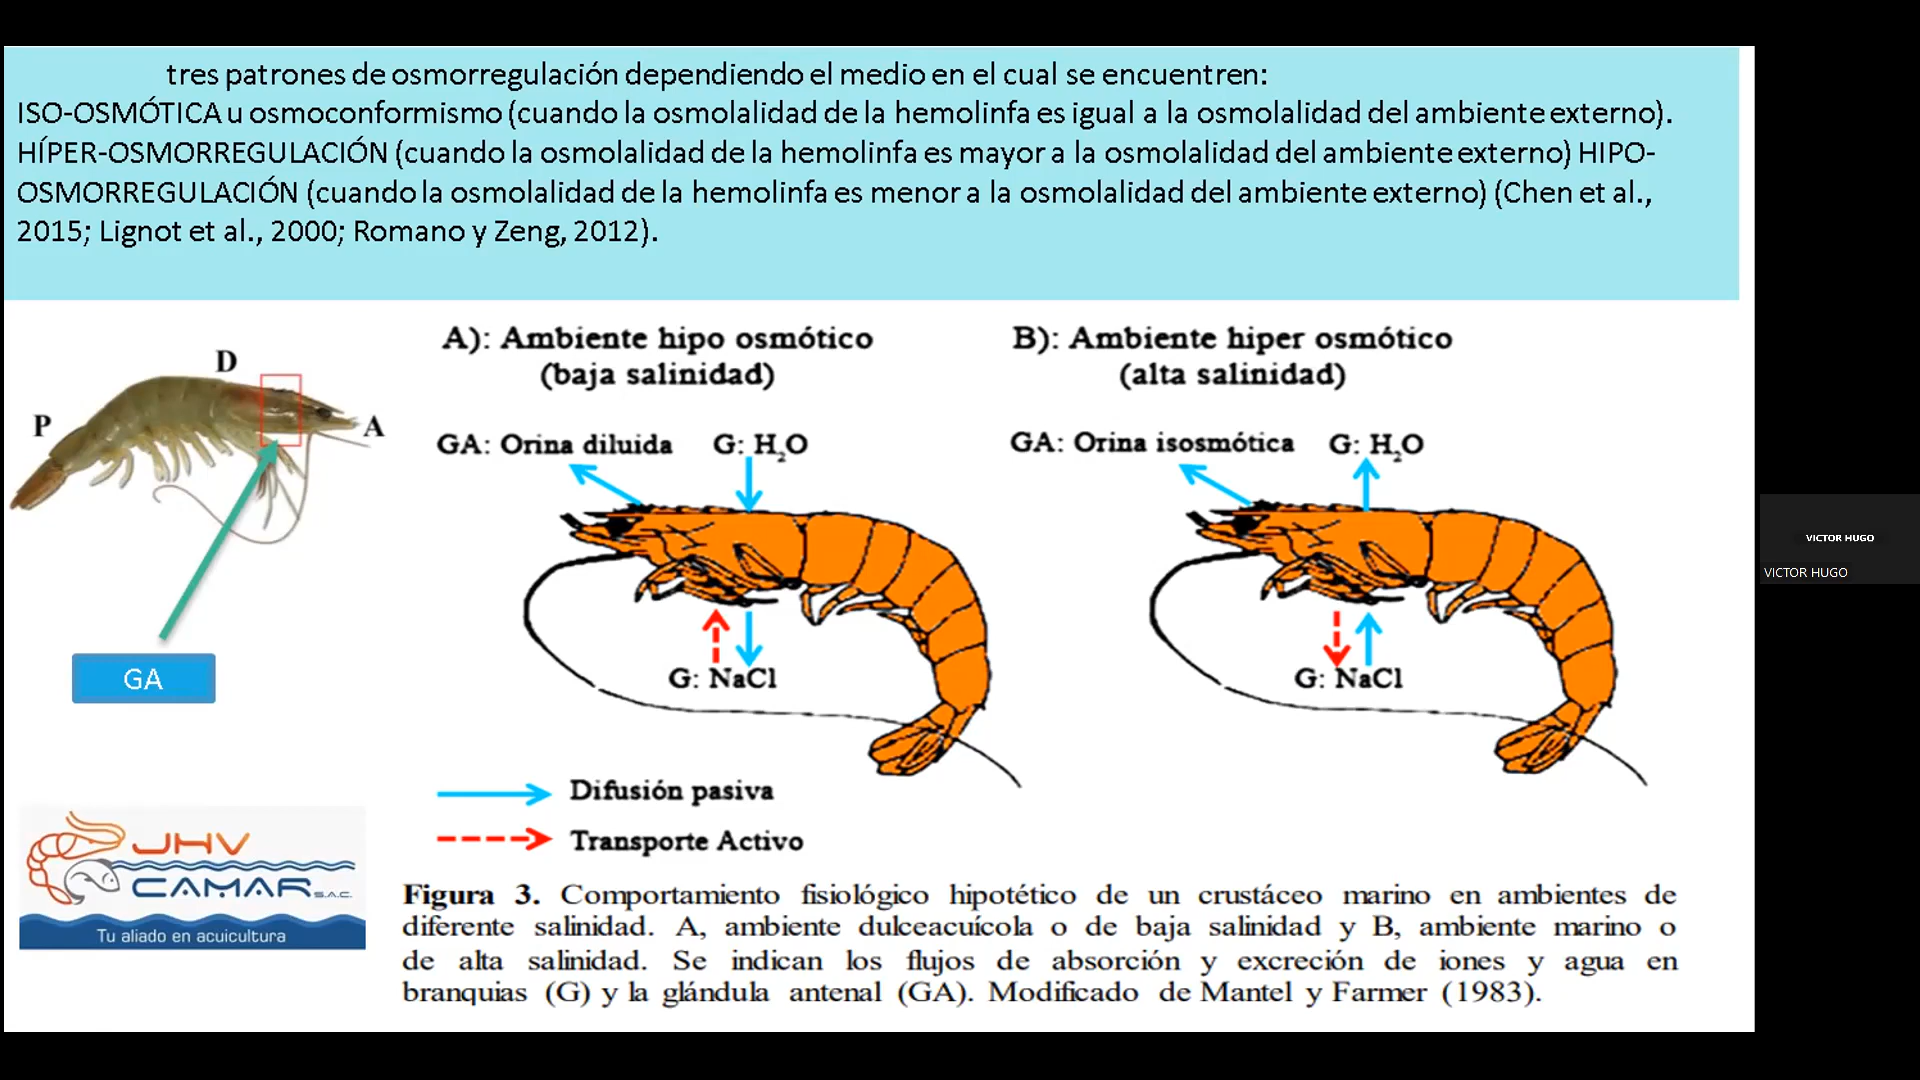 tres patrones de osmorregulación dependiendo el medio en el cual se encuentren:
ISO-OSMÓTICA u osmoconformismo (cuando la osmolalidad de la hemolinfa es igual a la osmolalidad del ambiente externo).
HÍPER-OSMORREGULACIÓN (cuando la osmolalidad de la hemolinfa es mayor a la osmolalidad del ambiente externo) HIPO-
OSMORREGULACIÓN (cuando la osmolalidad de la hemolinfa es menor a la osmolalidad del ambiente externo) (Chen et al.,
2015; Lignot et al., 2000; Romano y Zeng, 2012).
D
P
A
GA
A): Ambiente hipo osmótico
(baja salinidad)
GA: Orina diluida
G: H₂O
G: NaCl
B): Ambiente hiper osmótico
(alta salinidad)
GA: Orina isosmótica
G: H₂O
G: NaCl
Difusión pasiva
Transporte Activo
JHV
CAMAR S.A.C.
Tu aliado en acuicultura
Figura 3. Comportamiento fisiológico hipotético de un crustáceo marino en ambientes de
diferente salinidad. A, ambiente dulceacuícola o de baja salinidad y B, ambiente marino o
de alta salinidad. Se indican los flujos de absorción y excreción de iones y agua en
branquias (G) y la glándula antenal (GA). Modificado de Mantel y Farmer (1983).
VICTOR HUGO
VICTOR HUGO